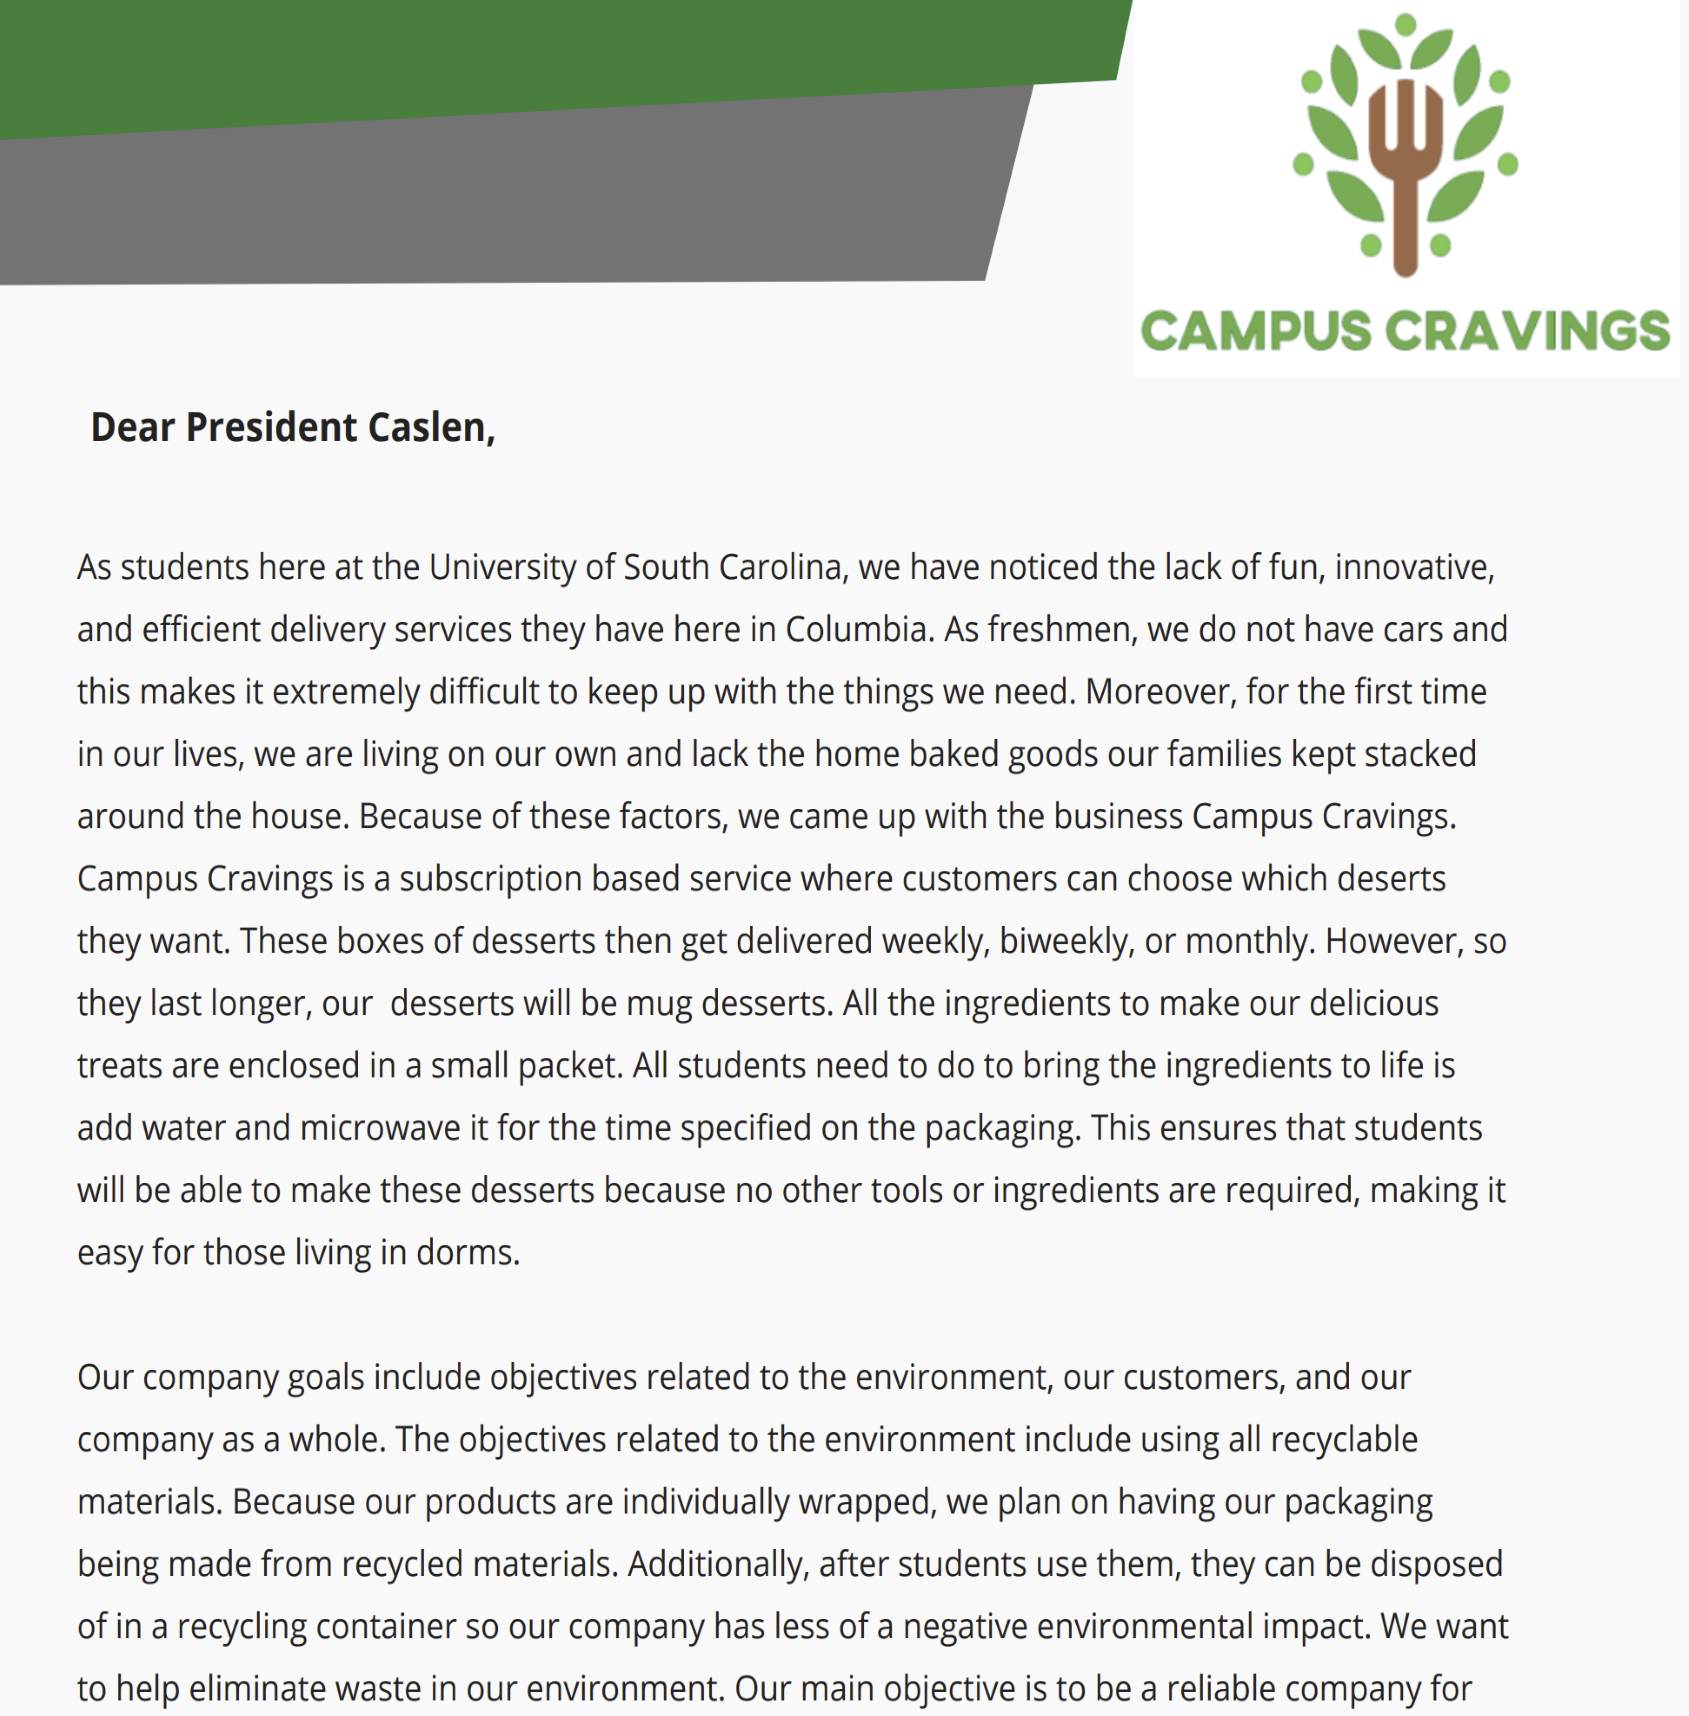 CAMPUS CRAVINGS
Dear President Caslen,
As students here at the University of South Carolina, we have noticed the lack of fun, innovative,
and efficient delivery services they have here in Columbia. As freshmen, we do not have cars and
this makes it extremely difficult to keep up with the things we need. Moreover, for the first time
in our lives, we are living on our own and lack the home baked goods our families kept stacked
around the house. Because of these factors, we came up with the business Campus Cravings.
Campus Cravings is a subscription based service where customers can choose which deserts
they want. These boxes of desserts then get delivered weekly, biweekly, or monthly. However, so
they last longer, our  desserts will be mug desserts. All the ingredients to make our delicious
treats are enclosed in a small packet. All students need to do to bring the ingredients to life is
add water and microwave it for the time specified on the packaging. This ensures that students
will be able to make these desserts because no other tools or ingredients are required, making it
easy for those living in dorms.
Our company goals include objectives related to the environment, our customers, and our
company as a whole. The objectives related to the environment include using all recyclable
materials. Because our products are individually wrapped, we plan on having our packaging
being made from recycled materials. Additionally, after students use them, they can be disposed
of in a recycling container so our company has less of a negative environmental impact. We want
to help eliminate waste in our environment. Our main objective is to be a reliable company for